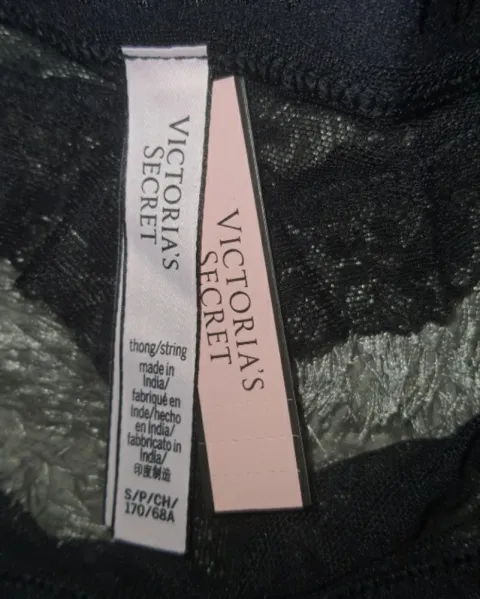 VICTORIA'S
SECRET
thong/string
made in
India/
fabriqué en
Inde/hecho
en India/
fabbricato in
India/
印度制造
S/P/CH/
170/68A
VICTORIA'S
SECRET